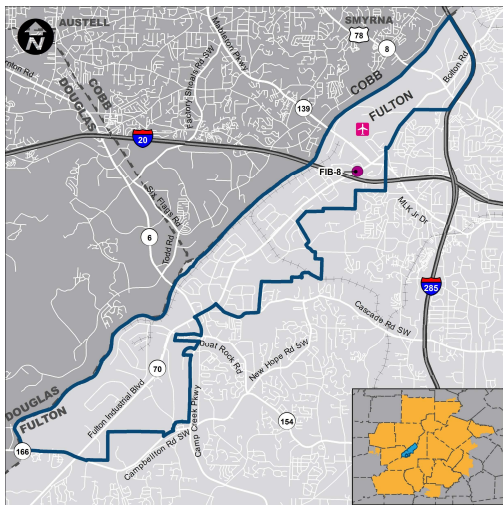 AUSTELL
SMYRNA
N
78
8
Mableton Pkwy
Factory Shoals Rd SW
Bolton Rd
COBB
COBB
DOUGLAS
FULTON
139
20
FIB-8
Six Flags Rd
MLK Jr Dr
6
Todd Rd
285
Cascade Rd SW
Boat Rock Rd
70
New Hope Rd SW
Fulton Industrial Blvd
DOUGLAS
FULTON
154
Camp Creek Pkwy
Campbellton Rd SW
166